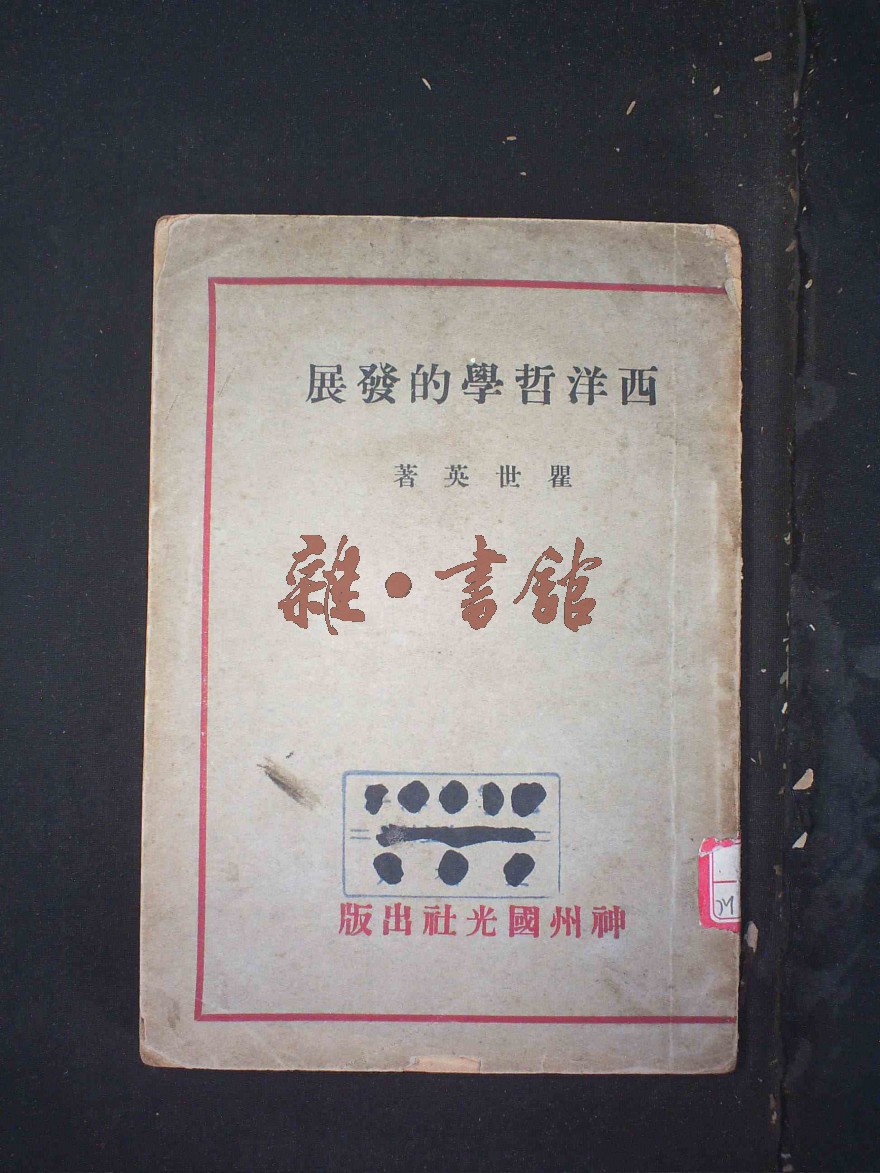 西洋哲學的發展
瞿世英著
雜·書館
神州國光社出版